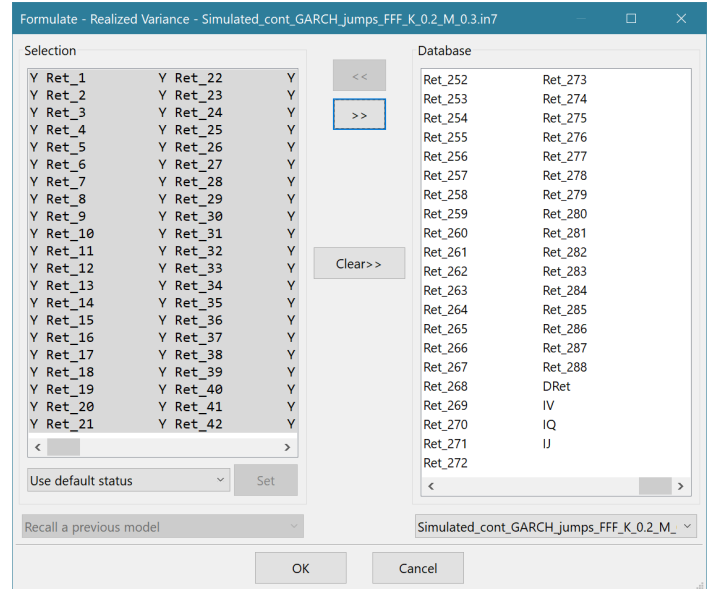 Formulate - Realized Variance - Simulated_cont_GARCH_jumps_FFF_K_0.2_M_0.3.in7
Selection
Y Ret_1 Y Ret_22 Y
Y Ret_2 Y Ret_23 Y
Y Ret_3 Y Ret_24 Y
Y Ret_4 Y Ret_25 Y
Y Ret_5 Y Ret_26 Y
Y Ret_6 Y Ret_27 Y
Y Ret_7 Y Ret_28 Y
Y Ret_8 Y Ret_29 Y
Y Ret_9 Y Ret_30 Y
Y Ret_10 Y Ret_31 Y
Y Ret_11 Y Ret_32 Y
Y Ret_12 Y Ret_33 Y
Y Ret_13 Y Ret_34 Y
Y Ret_14 Y Ret_35 Y
Y Ret_15 Y Ret_36 Y
Y Ret_16 Y Ret_37 Y
Y Ret_17 Y Ret_38 Y
Y Ret_18 Y Ret_39 Y
Y Ret_19 Y Ret_40 Y
Y Ret_20 Y Ret_41 Y
Y Ret_21 Y Ret_42 Y
Use default status
Set
Recall a previous model
<<
>>
Clear>>
Database
Ret_252 Ret_273
Ret_253 Ret_274
Ret_254 Ret_275
Ret_255 Ret_276
Ret_256 Ret_277
Ret_257 Ret_278
Ret_258 Ret_279
Ret_259 Ret_280
Ret_260 Ret_281
Ret_261 Ret_282
Ret_262 Ret_283
Ret_263 Ret_284
Ret_264 Ret_285
Ret_265 Ret_286
Ret_266 Ret_287
Ret_267 Ret_288
Ret_268 DRet
Ret_269 IV
Ret_270 IQ
Ret_271 IJ
Ret_272
Simulated_cont_GARCH_jumps_FFF_K_0.2_M_
OK
Cancel